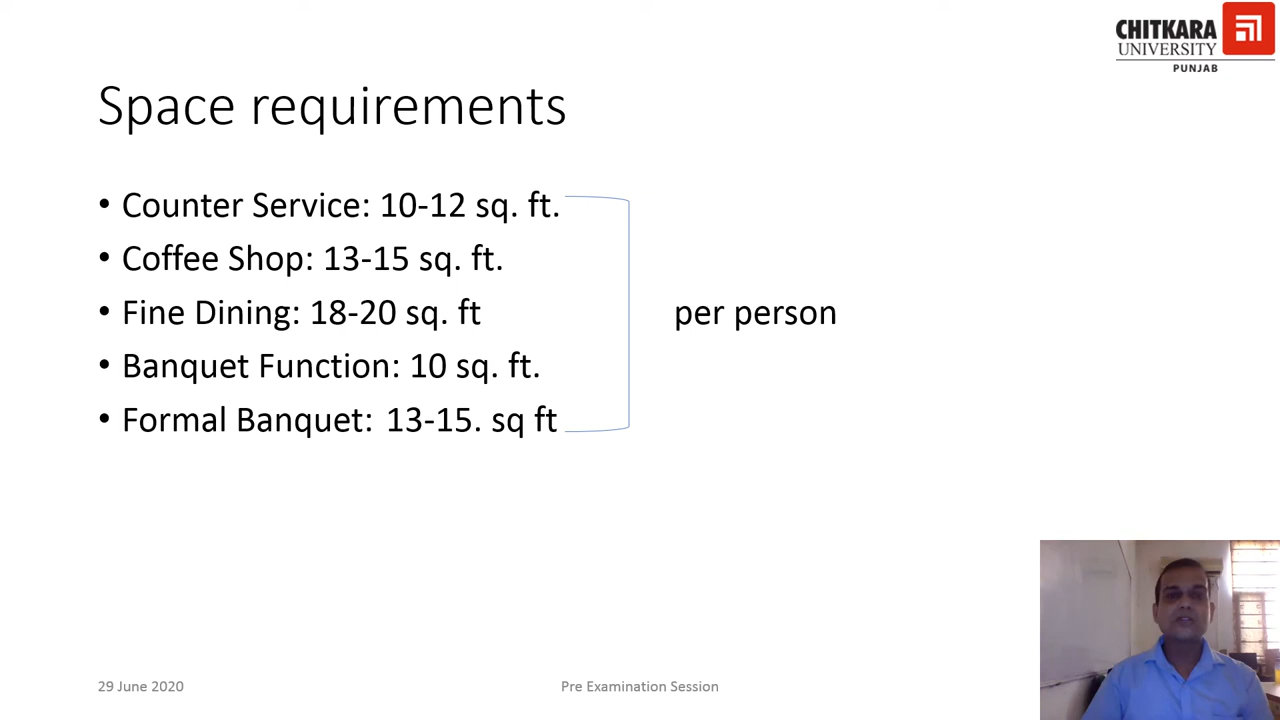 CHITKARA
UNIVERSITY
PUNJAB
Space requirements
• Counter Service: 10-12 sq. ft.
• Coffee Shop: 13-15 sq. ft.
• Fine Dining: 18-20 sq. ft
per person
• Banquet Function: 10 sq. ft.
• Formal Banquet: 13-15. sq ft
29 June 2020
Pre Examination Session